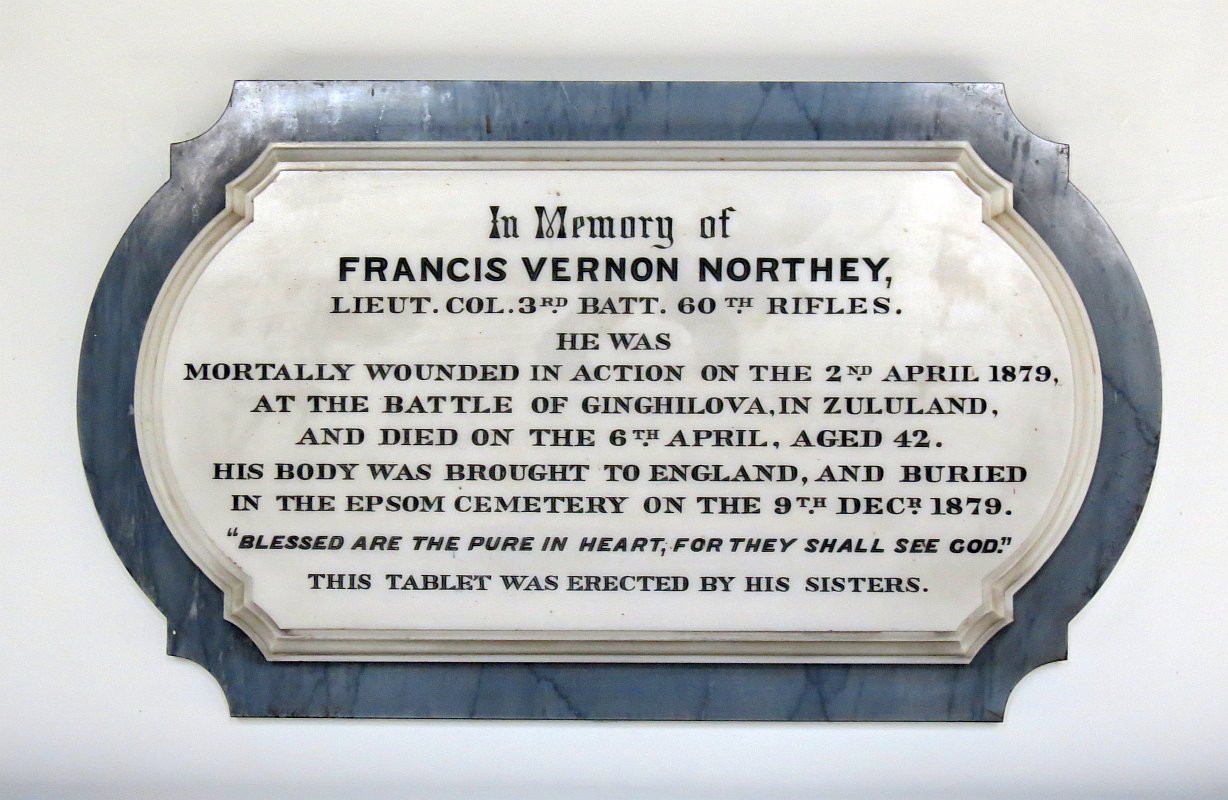 In Memory of
FRANCIS VERNON NORTHEY,
LIEUT. COL. 3RD BATT. 60TH RIFLES.
HE WAS
MORTALLY WOUNDED IN ACTION ON THE 2ND APRIL 1879,
AT THE BATTLE OF GINGHILOVA, IN ZULULAND,
AND DIED ON THE 6TH APRIL, AGED 42.
HIS BODY WAS BROUGHT TO ENGLAND, AND BURIED
IN THE EPSOM CEMETERY ON THE 9TH DECR 1879.
"BLESSED ARE THE PURE IN HEART, FOR THEY SHALL SEE GOD."
THIS TABLET WAS ERECTED BY HIS SISTERS.